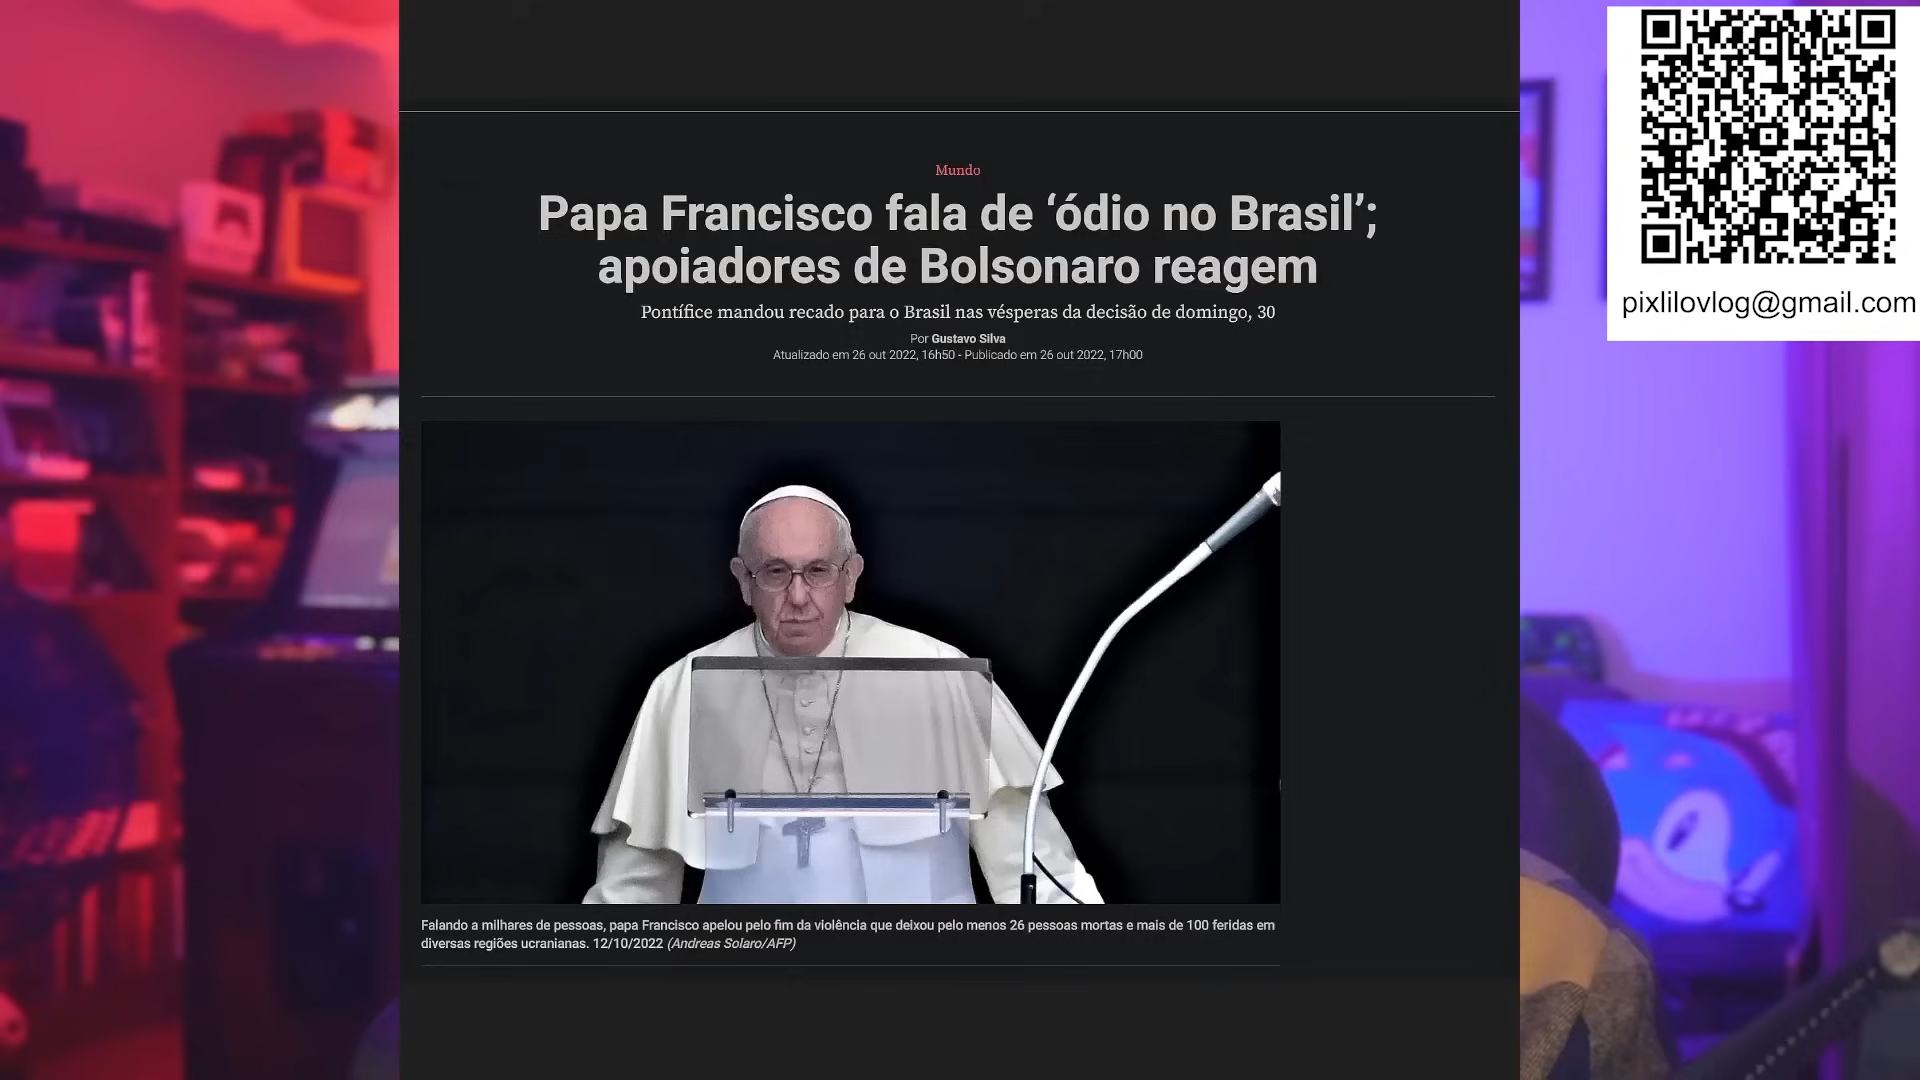 Mundo
Papa Francisco fala de ‘ódio no Brasil’;
apoiadores de Bolsonaro reagem
Pontífice mandou recado para o Brasil nas vésperas da decisão de domingo, 30
Por Gustavo Silva
Atualizado em 26 out 2022, 16h50 - Publicado em 26 out 2022, 17h00
Falando a milhares de pessoas, papa Francisco apelou pelo fim da violência que deixou pelo menos 26 pessoas mortas e mais de 100 feridas em
diversas regiões ucranianas. 12/10/2022 (Andreas Solaro/AFP)
pixlilovlog@gmail.com